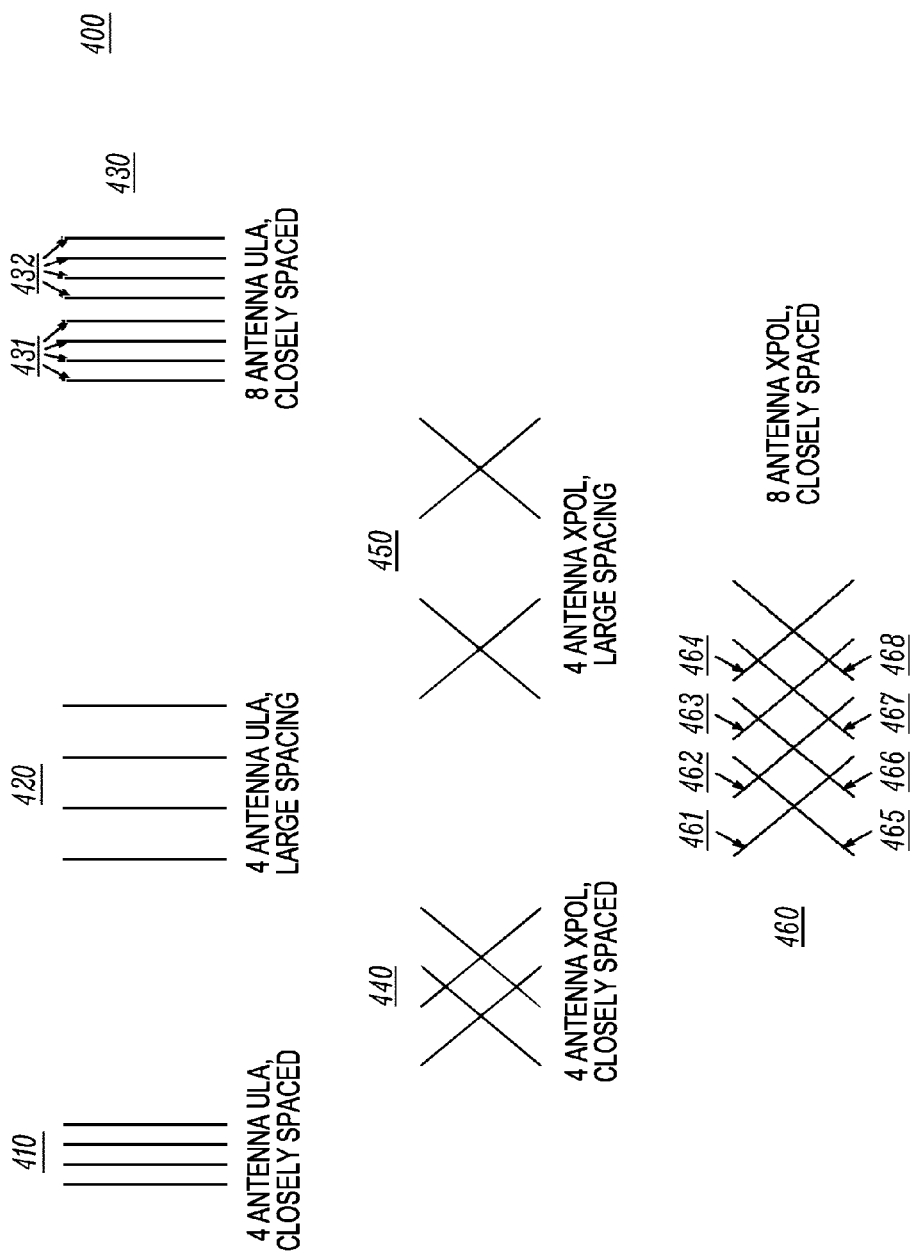 400
410
4 ANTENNA ULA,
CLOSELY SPACED
420
4 ANTENNA ULA,
LARGE SPACING
430
431
432
8 ANTENNA ULA,
CLOSELY SPACED
440
4 ANTENNA XPOL,
CLOSELY SPACED
450
4 ANTENNA XPOL,
LARGE SPACING
460
461
462
463
464
465
466
467
468
8 ANTENNA XPOL,
CLOSELY SPACED